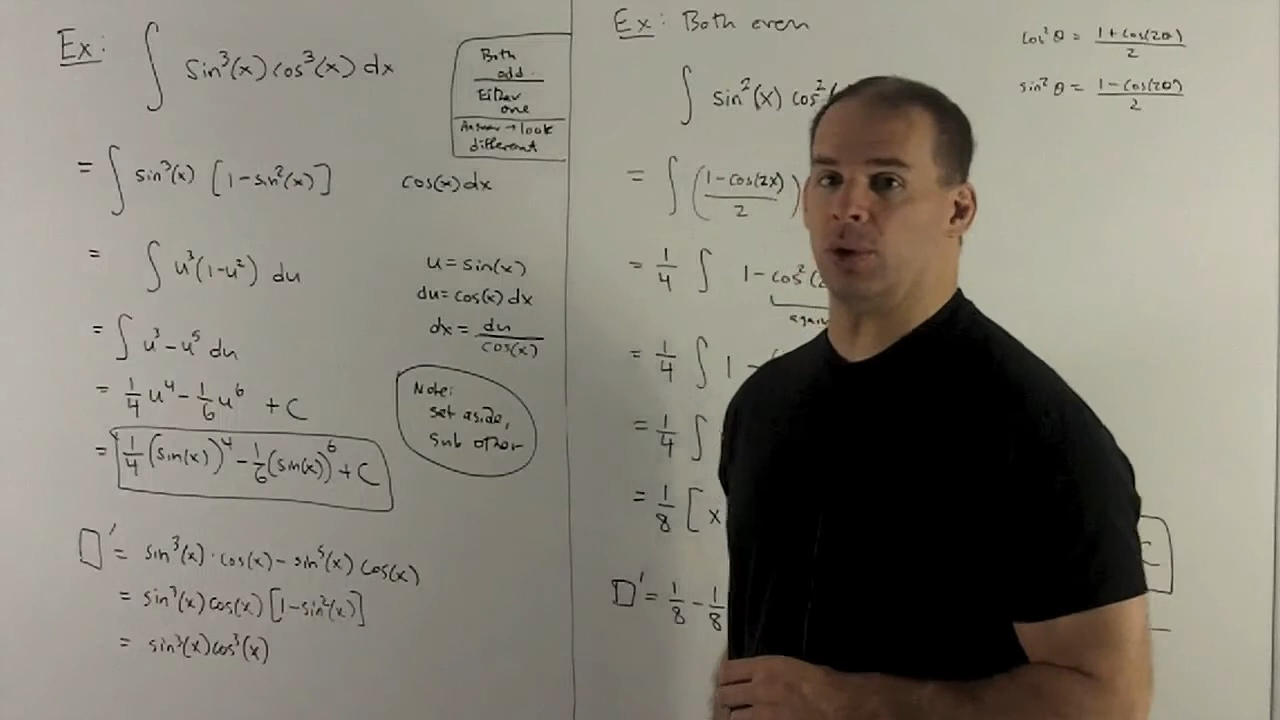 Ex: ∫ sin³(x) cos³(x) dx
= ∫ sin³(x) [1-sin²(x)] cos(x) dx
= ∫ u³(1-u²) du
= ∫ u³-u⁵ du
= 1/4 u⁴ - 1/6 u⁶ + C
= 1/4 (sin(x))⁴ - 1/6 (sin(x))⁶ + C
□' = sin³(x)·cos(x) - sin⁵(x) cos(x)
= sin³(x) cos(x) [1-sin²(x)]
= sin³(x) cos³(x)
Both
odd
Either
one
Answer → look
different
u = sin(x)
du = cos(x) dx
dx = du/cos(x)
Note:
set aside,
sub other
Ex: Both even
∫ sin²(x) cos²
= ∫ ((1-cos(2x))/2)
= 1/4 ∫ 1-cos²(2
again
= 1/4 ∫ 1 -
= 1/4 ∫
= 1/8 [x
□' = 1/8 - 1/8
C
cos²θ = (1+cos(2θ))/2
sin²θ = (1-cos(2θ))/2